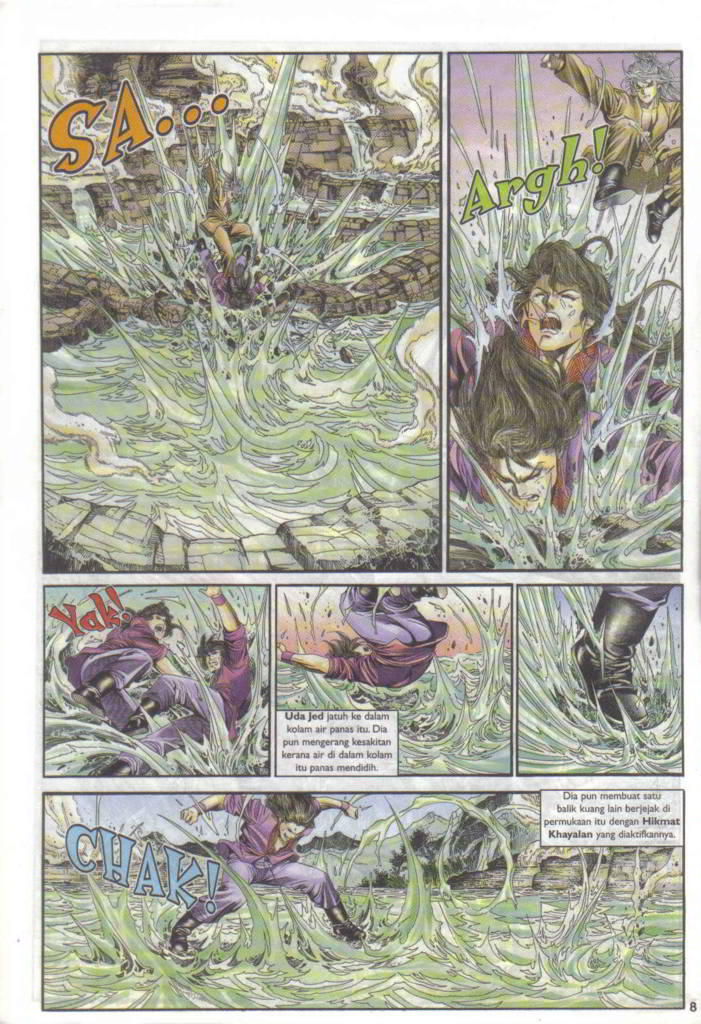 SA...
Argh!
Yak!
Uda Jed jatuh ke dalam
kolam air panas itu. Dia
pun mengerang kesakitan
kerana air di dalam kolam
itu panas mendidih.
Dia pun membuat satu
balik kuang lain berjejak di
permukaan itu dengan Hikmat
Khayalan yang diaktifkannya.
CHAK!
8